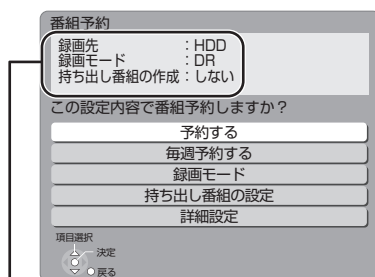 番組予約
録画先　　　　：HDD
録画モード　　：DR
持ち出し番組の作成：しない
この設定内容で番組予約しますか？
予約する
毎週予約する
録画モード
持ち出し番組の設定
詳細設定
項目選択
決定
戻る